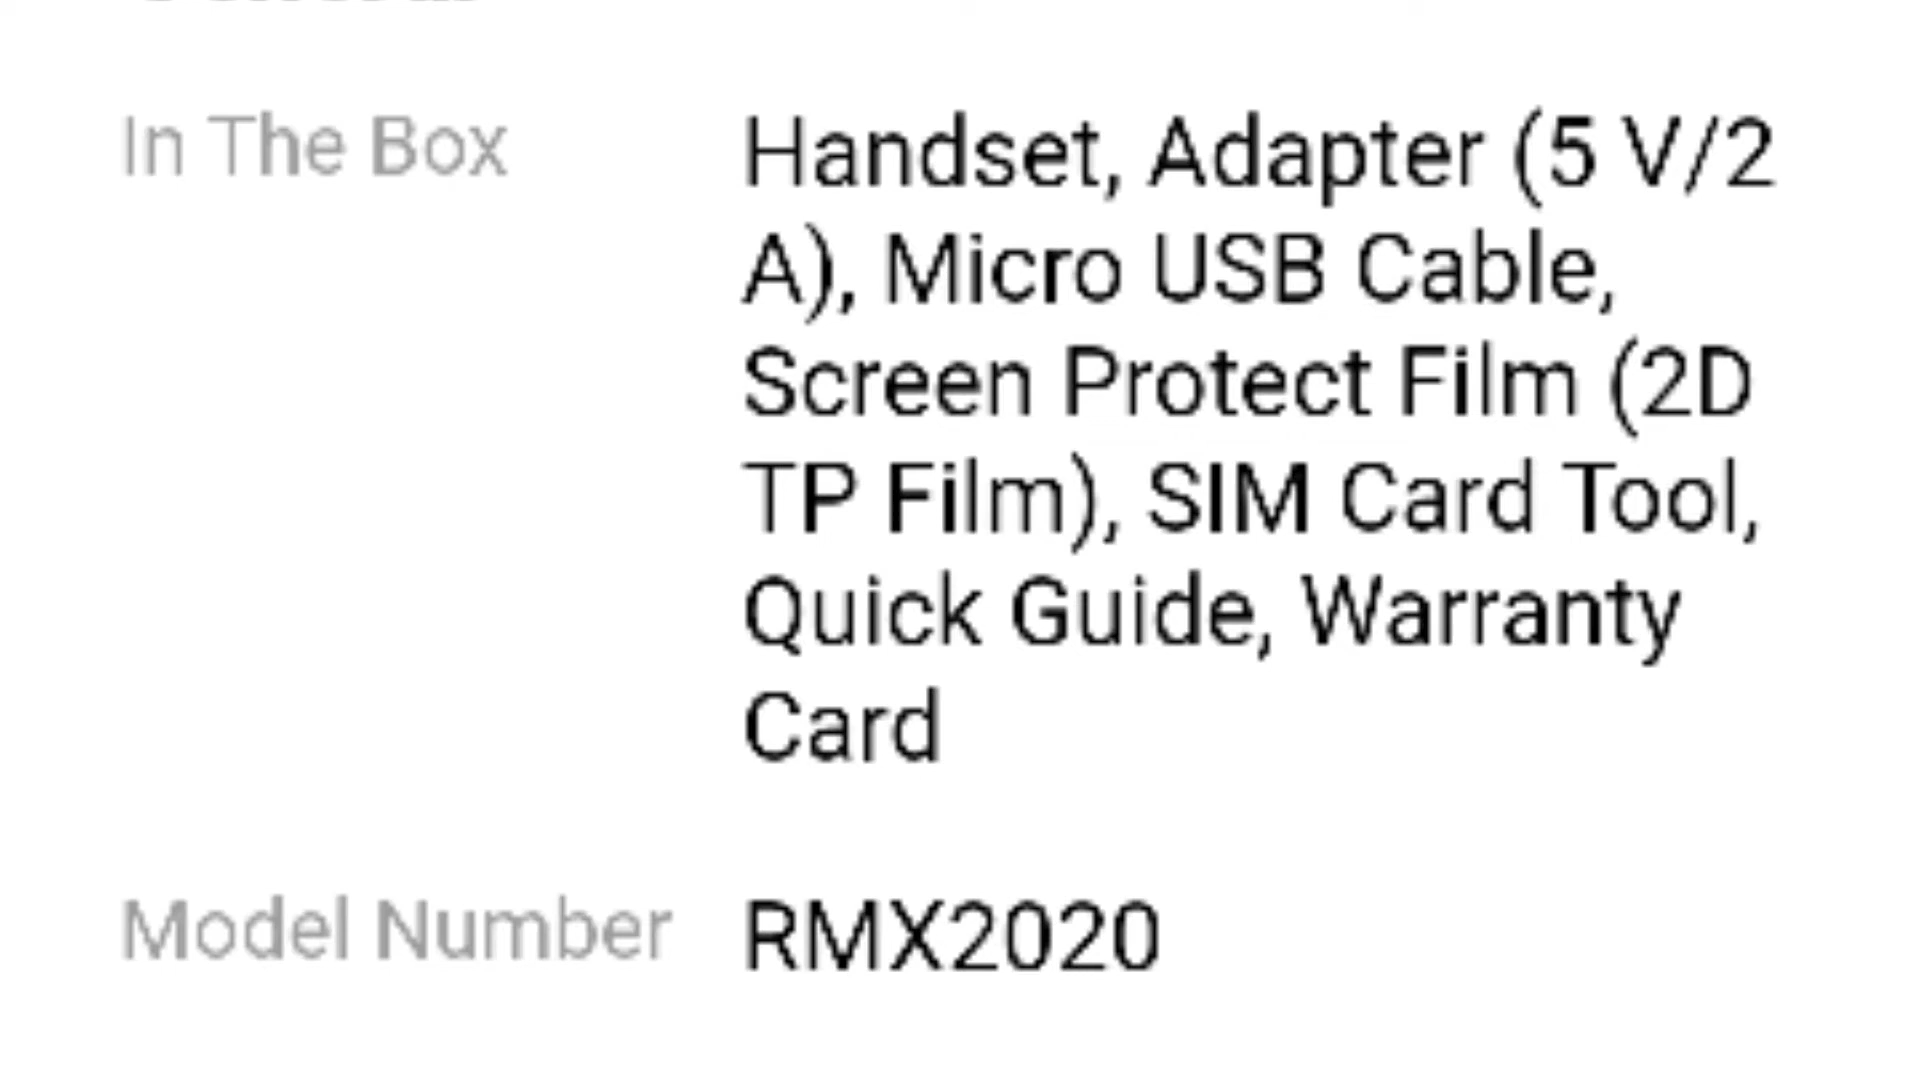 In The Box
Handset, Adapter (5 V/2
A), Micro USB Cable,
Screen Protect Film (2D
TP Film), SIM Card Tool,
Quick Guide, Warranty
Card
Model Number
RMX2020